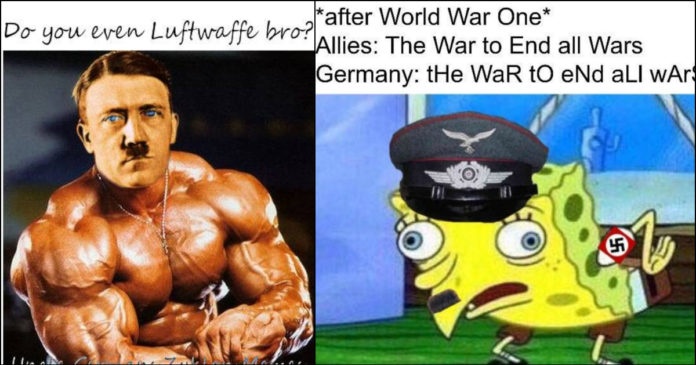 Do you even Luftwaffe bro?
*after World War One*
Allies: The War to End all Wars
Germany: tHe WaR tO eNd aLl wArS